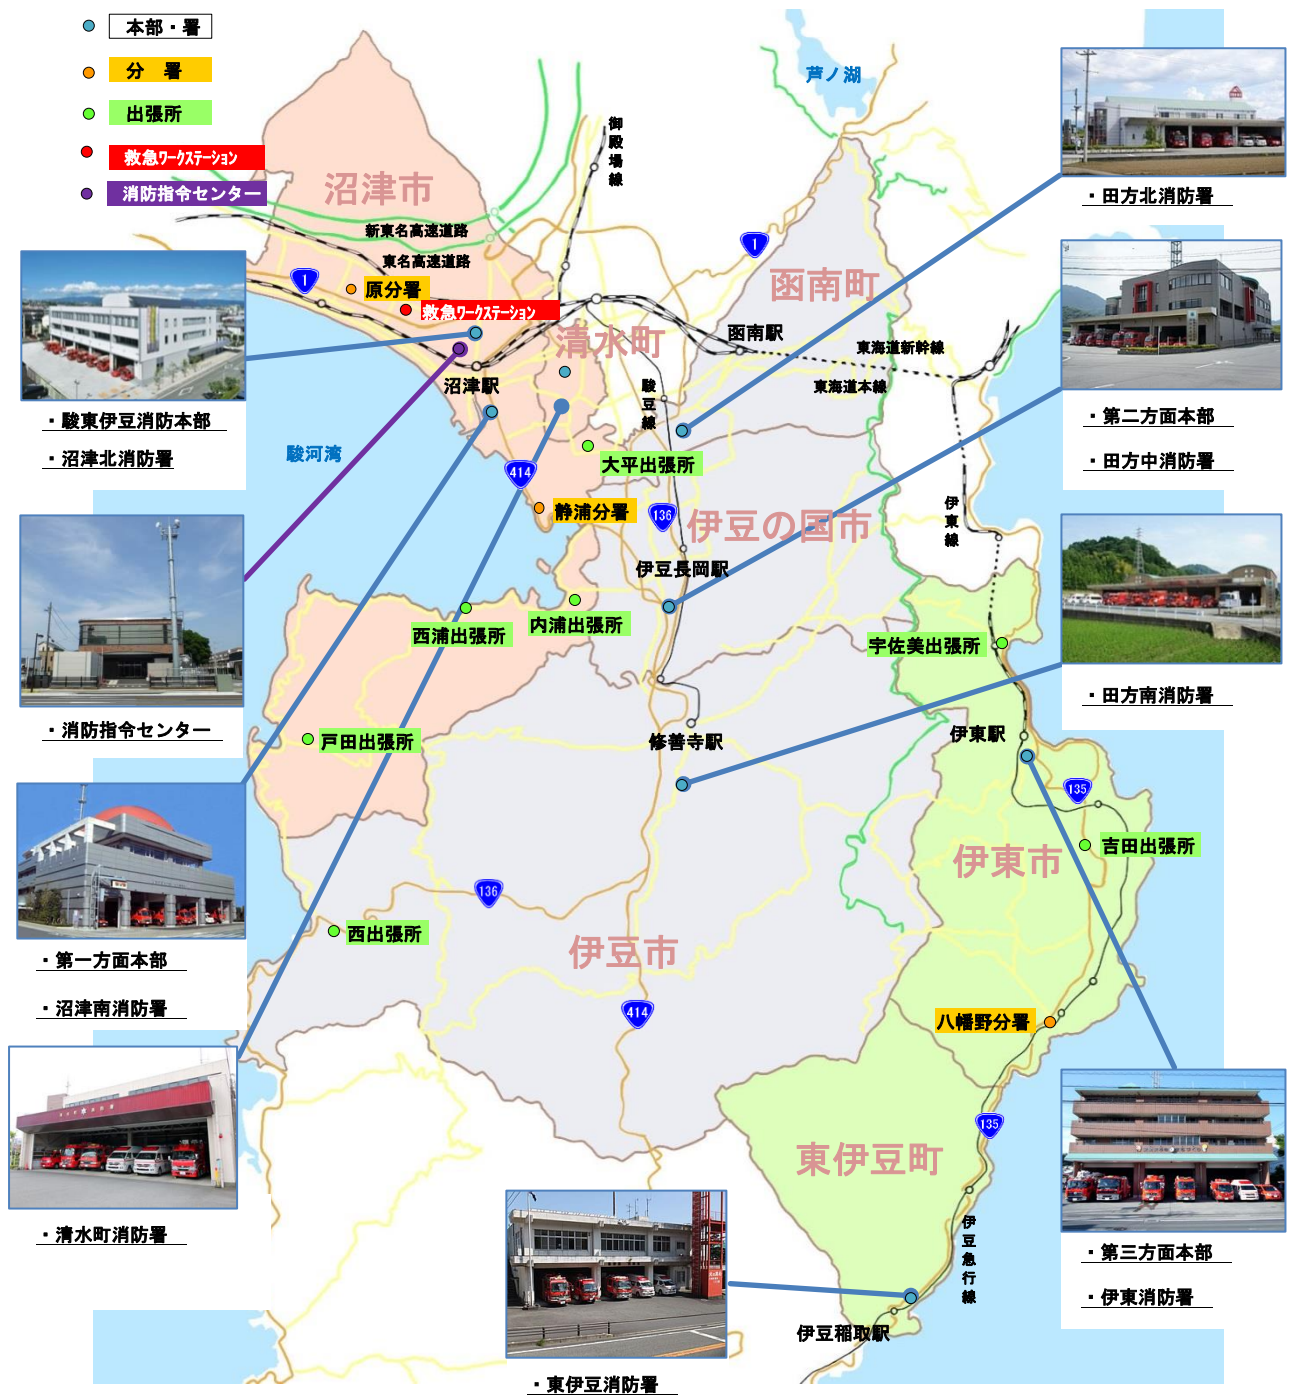 本部・署
分　署
出張所
救急ワークステーション
消防指令センター
芦ノ湖
御殿場線
沼津市
新東名高速道路
東名高速道路
1
1
・田方北消防署
原分署
救急ワークステーション
函南町
清水町
函南駅
東海道新幹線
東海道本線
沼津駅
駿豆線
・駿東伊豆消防本部
・沼津北消防署
駿河湾
414
大平出張所
静浦分署
136
伊豆の国市
伊東線
・第二方面本部
・田方中消防署
伊豆長岡駅
西浦出張所
内浦出張所
宇佐美出張所
・田方南消防署
・消防指令センター
戸田出張所
修善寺駅
伊東駅
135
吉田出張所
伊東市
136
西出張所
伊豆市
・第一方面本部
・沼津南消防署
414
八幡野分署
135
東伊豆町
・清水町消防署
伊豆急行線
・第三方面本部
・伊東消防署
伊豆稲取駅
・東伊豆消防署